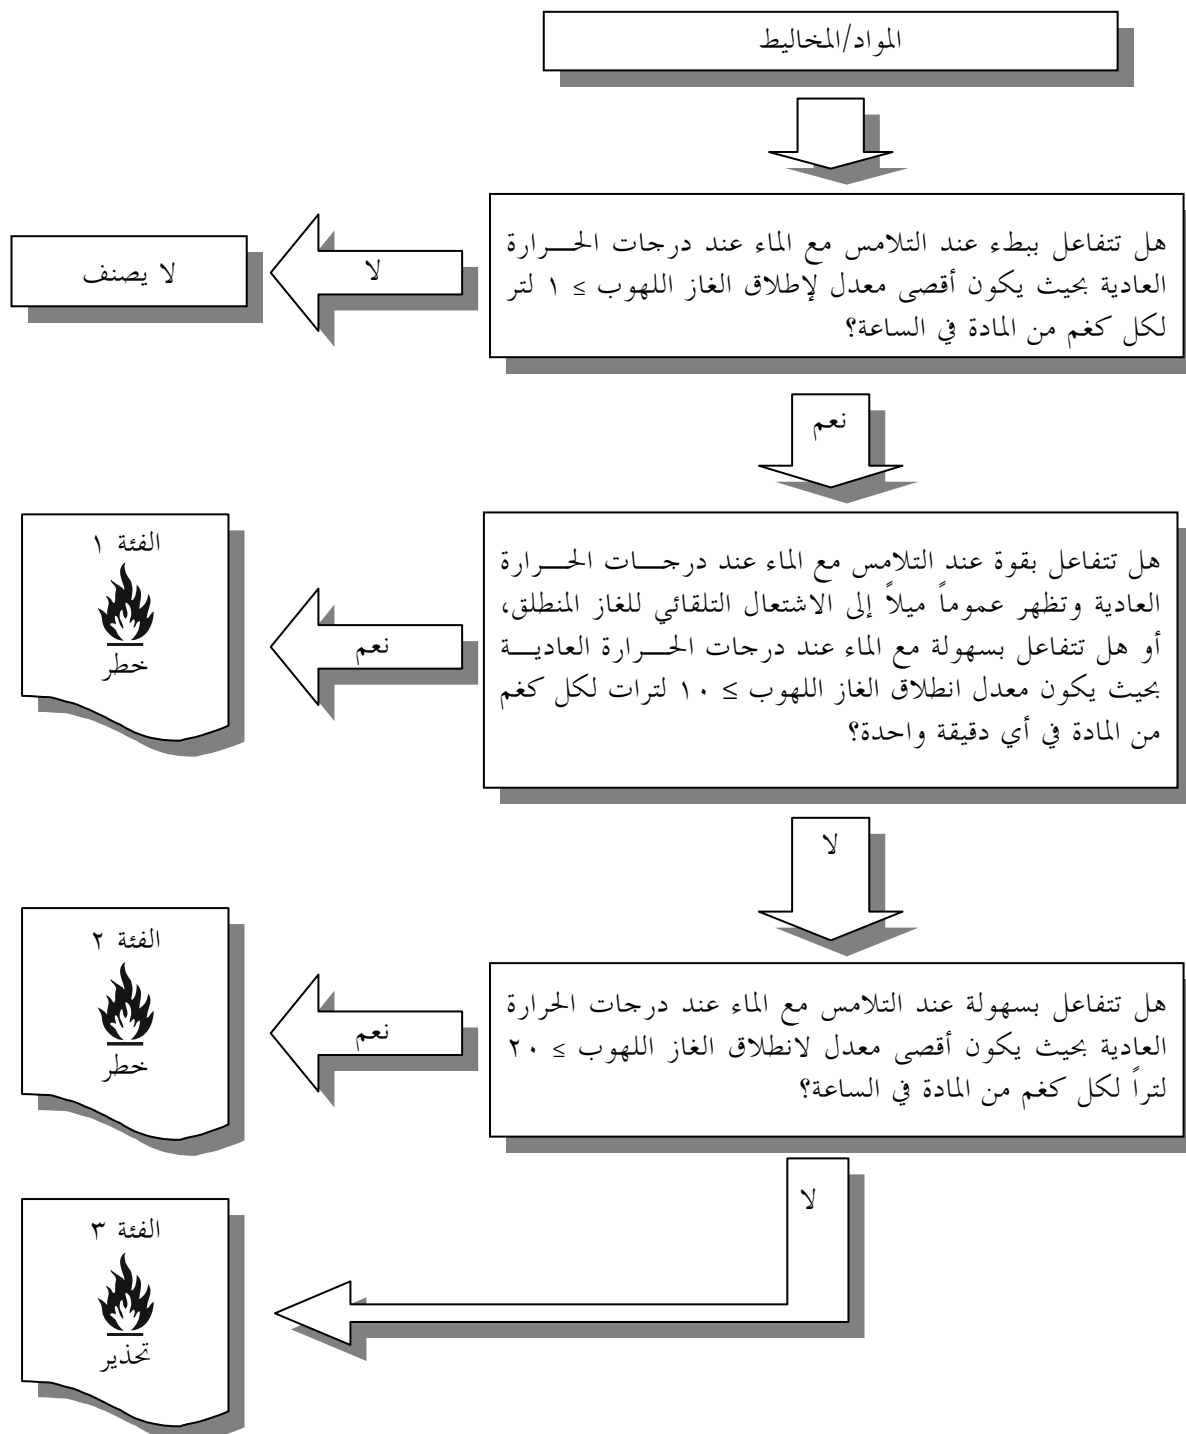 المواد/المخاليط
هل تتفاعل ببطء عند التلامس مع الماء عند درجات الحـــرارة
العادية بحيث يكون أقصى معدل لإطلاق الغاز اللهوب ≥ ١ لتر
لكل كغم من المادة في الساعة؟
لا
لا يصنف
نعم
هل تتفاعل بقوة عند التلامس مع الماء عند درجـــات الحـــرارة
العادية وتظهر عموماً ميلاً إلى الاشتعال التلقائي للغاز المنطلق،
أو هل تتفاعل بسهولة مع الماء عند درجات الحـــرارة العاديـــة
بحيث يكون معدل انطلاق الغاز اللهوب ≥ ١٠ لترات لكل كغم
من المادة في أي دقيقة واحدة؟
نعم
الفئة ١
خطر
لا
هل تتفاعل بسهولة عند التلامس مع الماء عند درجات الحرارة
العادية بحيث يكون أقصى معدل لانطلاق الغاز اللهوب ≥ ٢٠
لتراً لكل كغم من المادة في الساعة؟
نعم
الفئة ٢
خطر
لا
الفئة ٣
تحذير